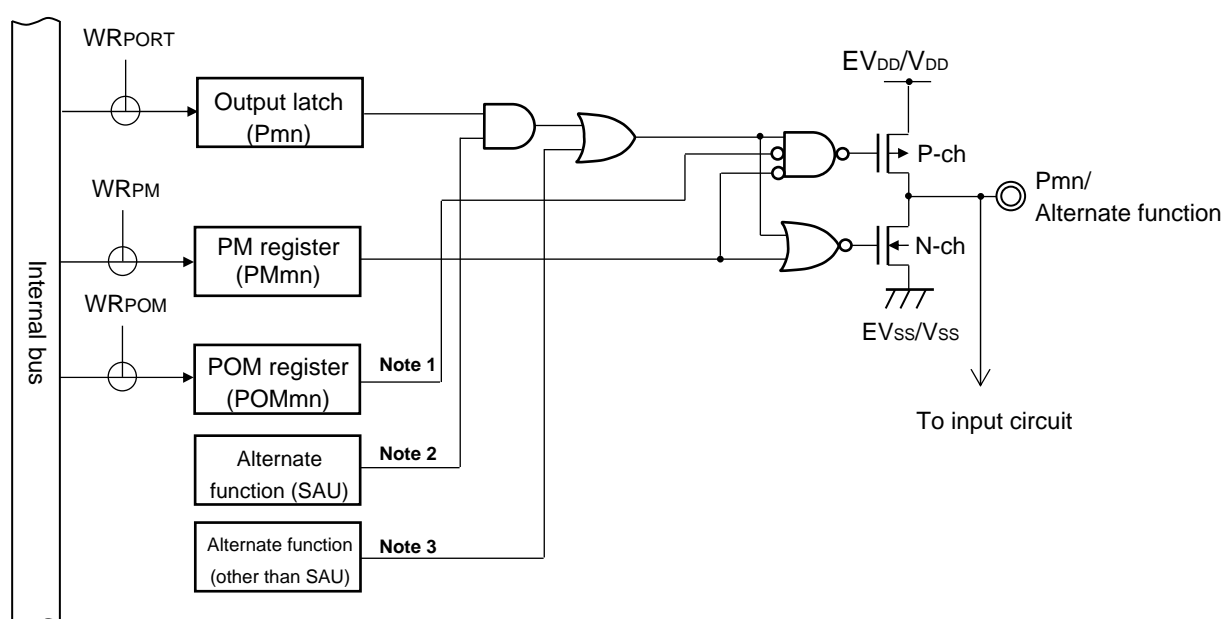 WRPORT
EVDD/VDD
Output latch
(Pmn)
P-ch
WRPM
Pmn/
Alternate function
PM register
(PMmn)
N-ch
WRPOM
EVSS/VSS
Internal bus
POM register
(POMmn)
Note 1
To input circuit
Alternate
function (SAU)
Note 2
Alternate function
(other than SAU)
Note 3